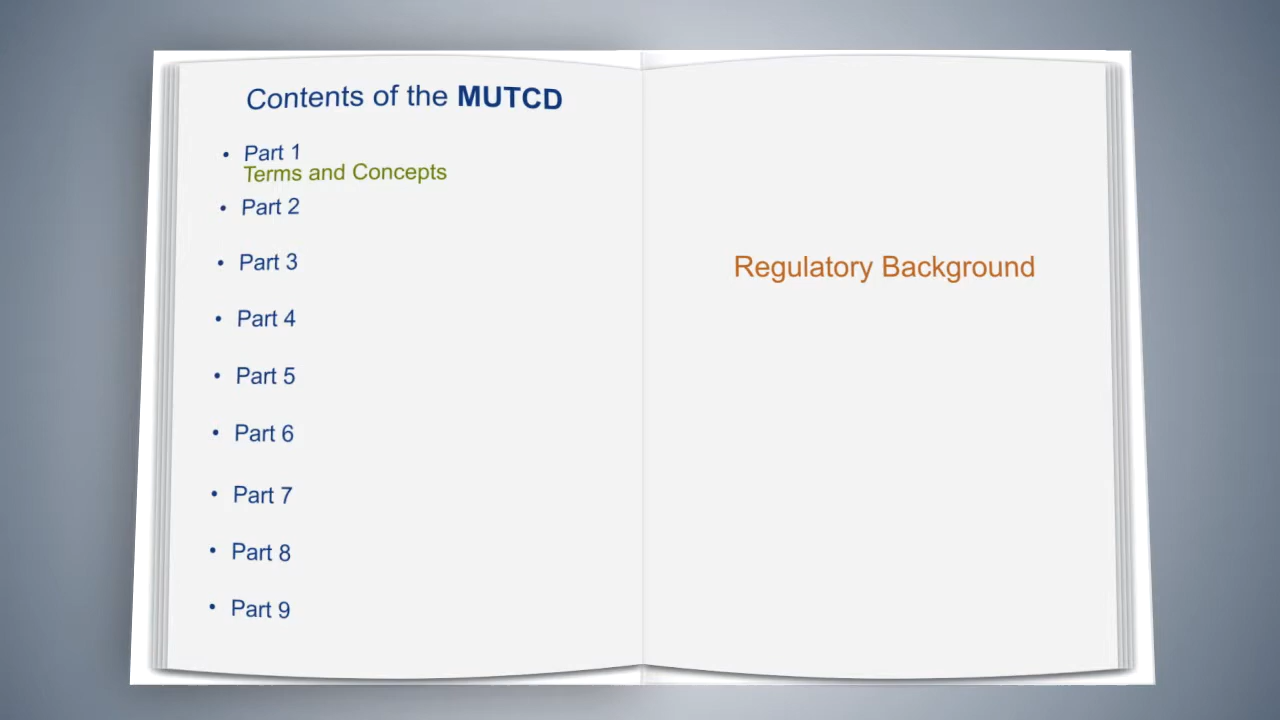 Contents of the MUTCD
• Part 1
Terms and Concepts
• Part 2
• Part 3
• Part 4
• Part 5
• Part 6
• Part 7
• Part 8
• Part 9
Regulatory Background